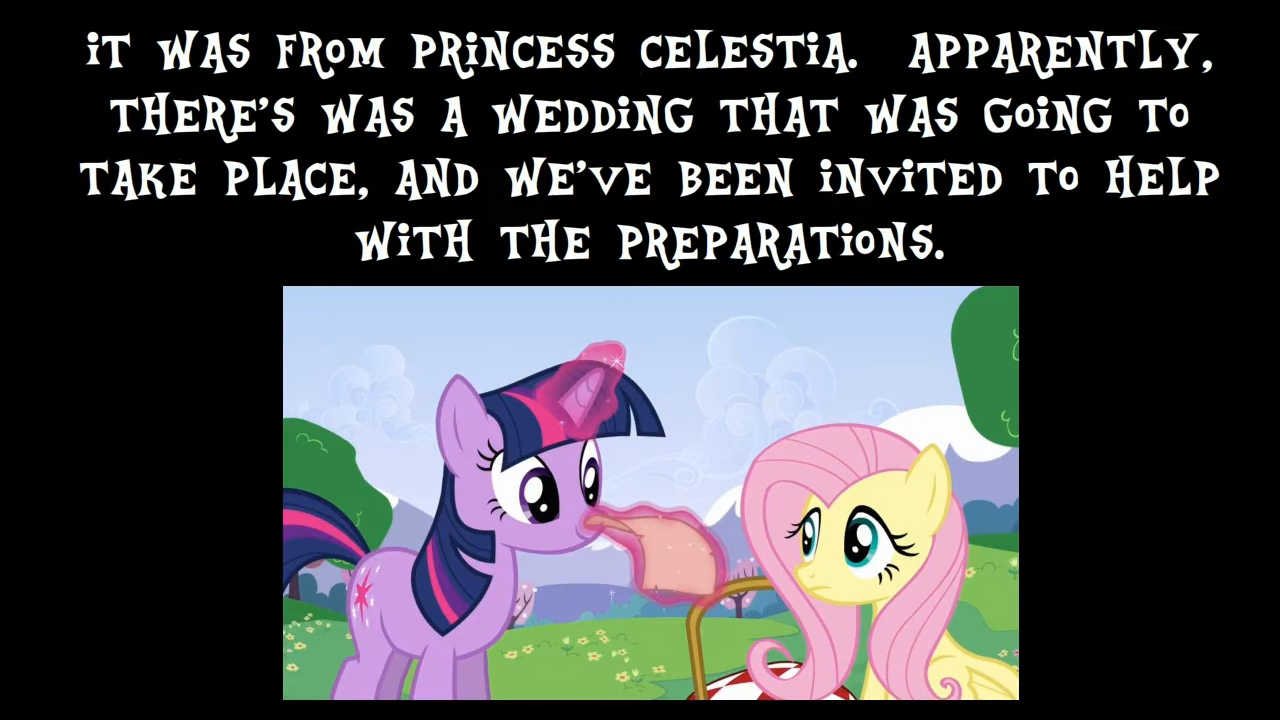 iT WAS FROM PRiNCESS CELESTiA.  APPARENTLY,
THERE'S WAS A WEDDiNG THAT WAS GOiNG TO
TAKE PLACE, AND WE'VE BEEN iNViTED TO HELP
WiTH THE PREPARATiONS.